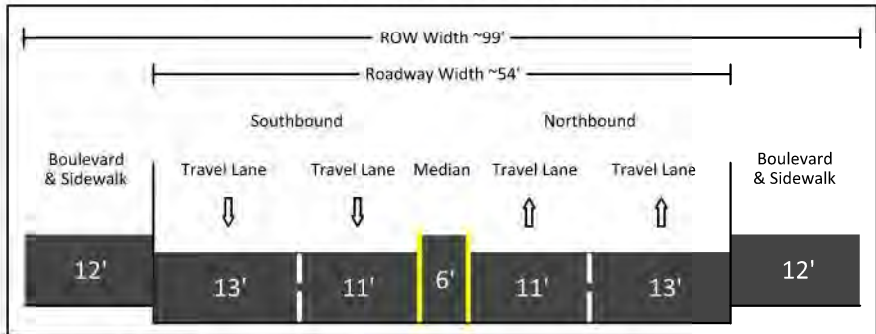 ROW Width ~99'
Roadway Width ~54'
Southbound
Northbound
Boulevard
& Sidewalk
Travel Lane
Travel Lane
Median
Travel Lane
Travel Lane
Boulevard
& Sidewalk
12'
13'
11'
6'
11'
13'
12'